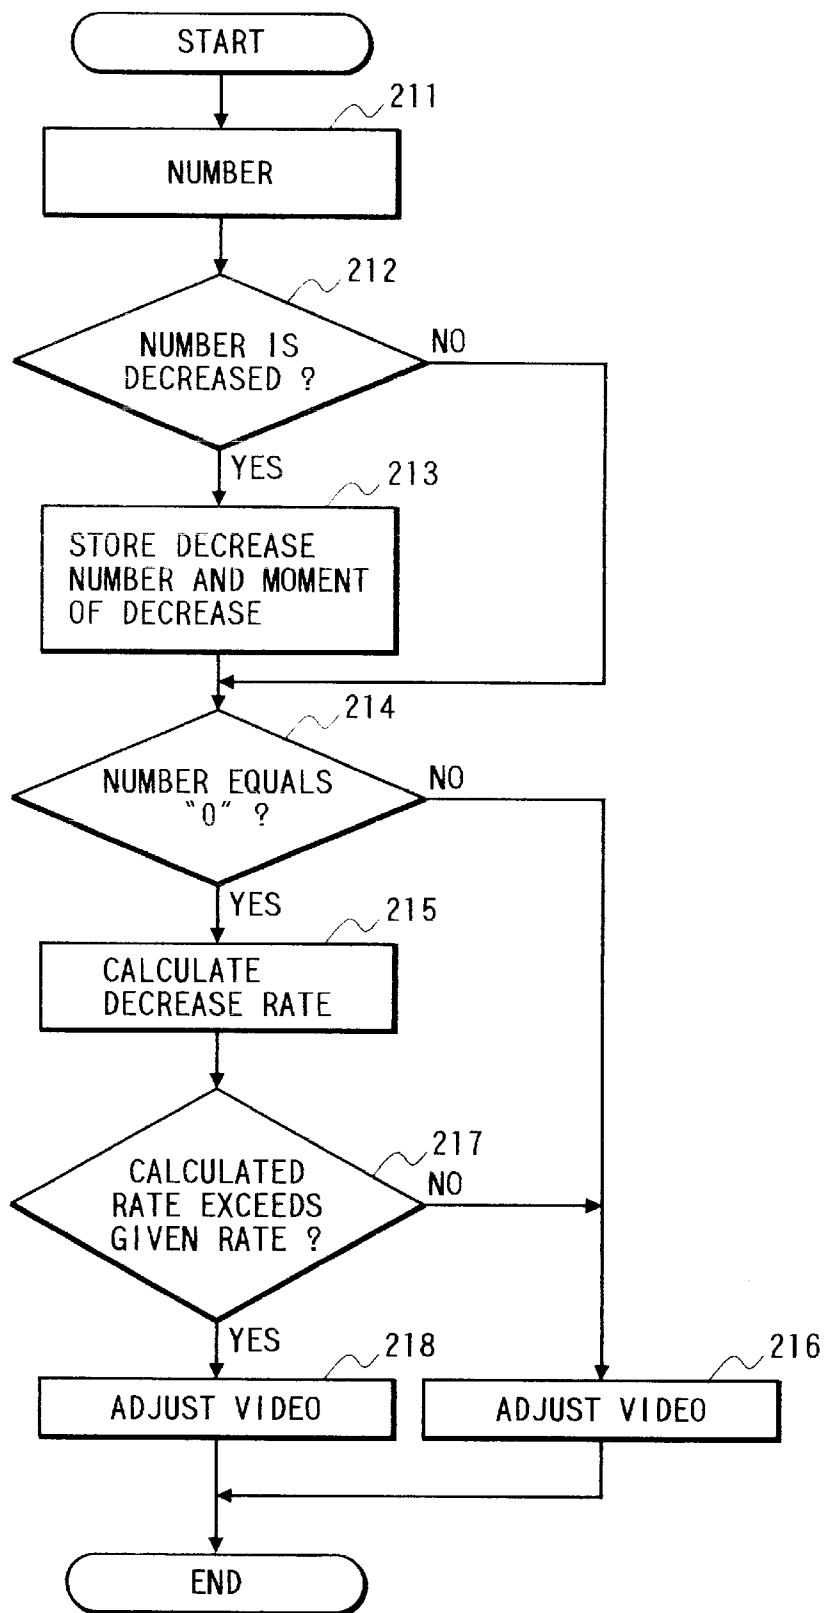 START
211
NUMBER
212
NUMBER IS
DECREASED ?
NO
YES
213
STORE DECREASE
NUMBER AND MOMENT
OF DECREASE
214
NUMBER EQUALS
"0" ?
NO
YES
215
CALCULATE
DECREASE RATE
217
CALCULATED
RATE EXCEEDS
GIVEN RATE ?
NO
YES
218
ADJUST VIDEO
216
ADJUST VIDEO
END